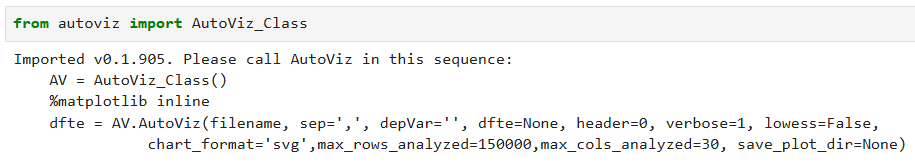 from autoviz import AutoViz_Class
Imported v0.1.905. Please call AutoViz in this sequence:
    AV = AutoViz_Class()
    %matplotlib inline
    dfte = AV.AutoViz(filename, sep=',', depVar='', dfte=None, header=0, verbose=1, lowess=False,
               chart_format='svg',max_rows_analyzed=150000,max_cols_analyzed=30, save_plot_dir=None)